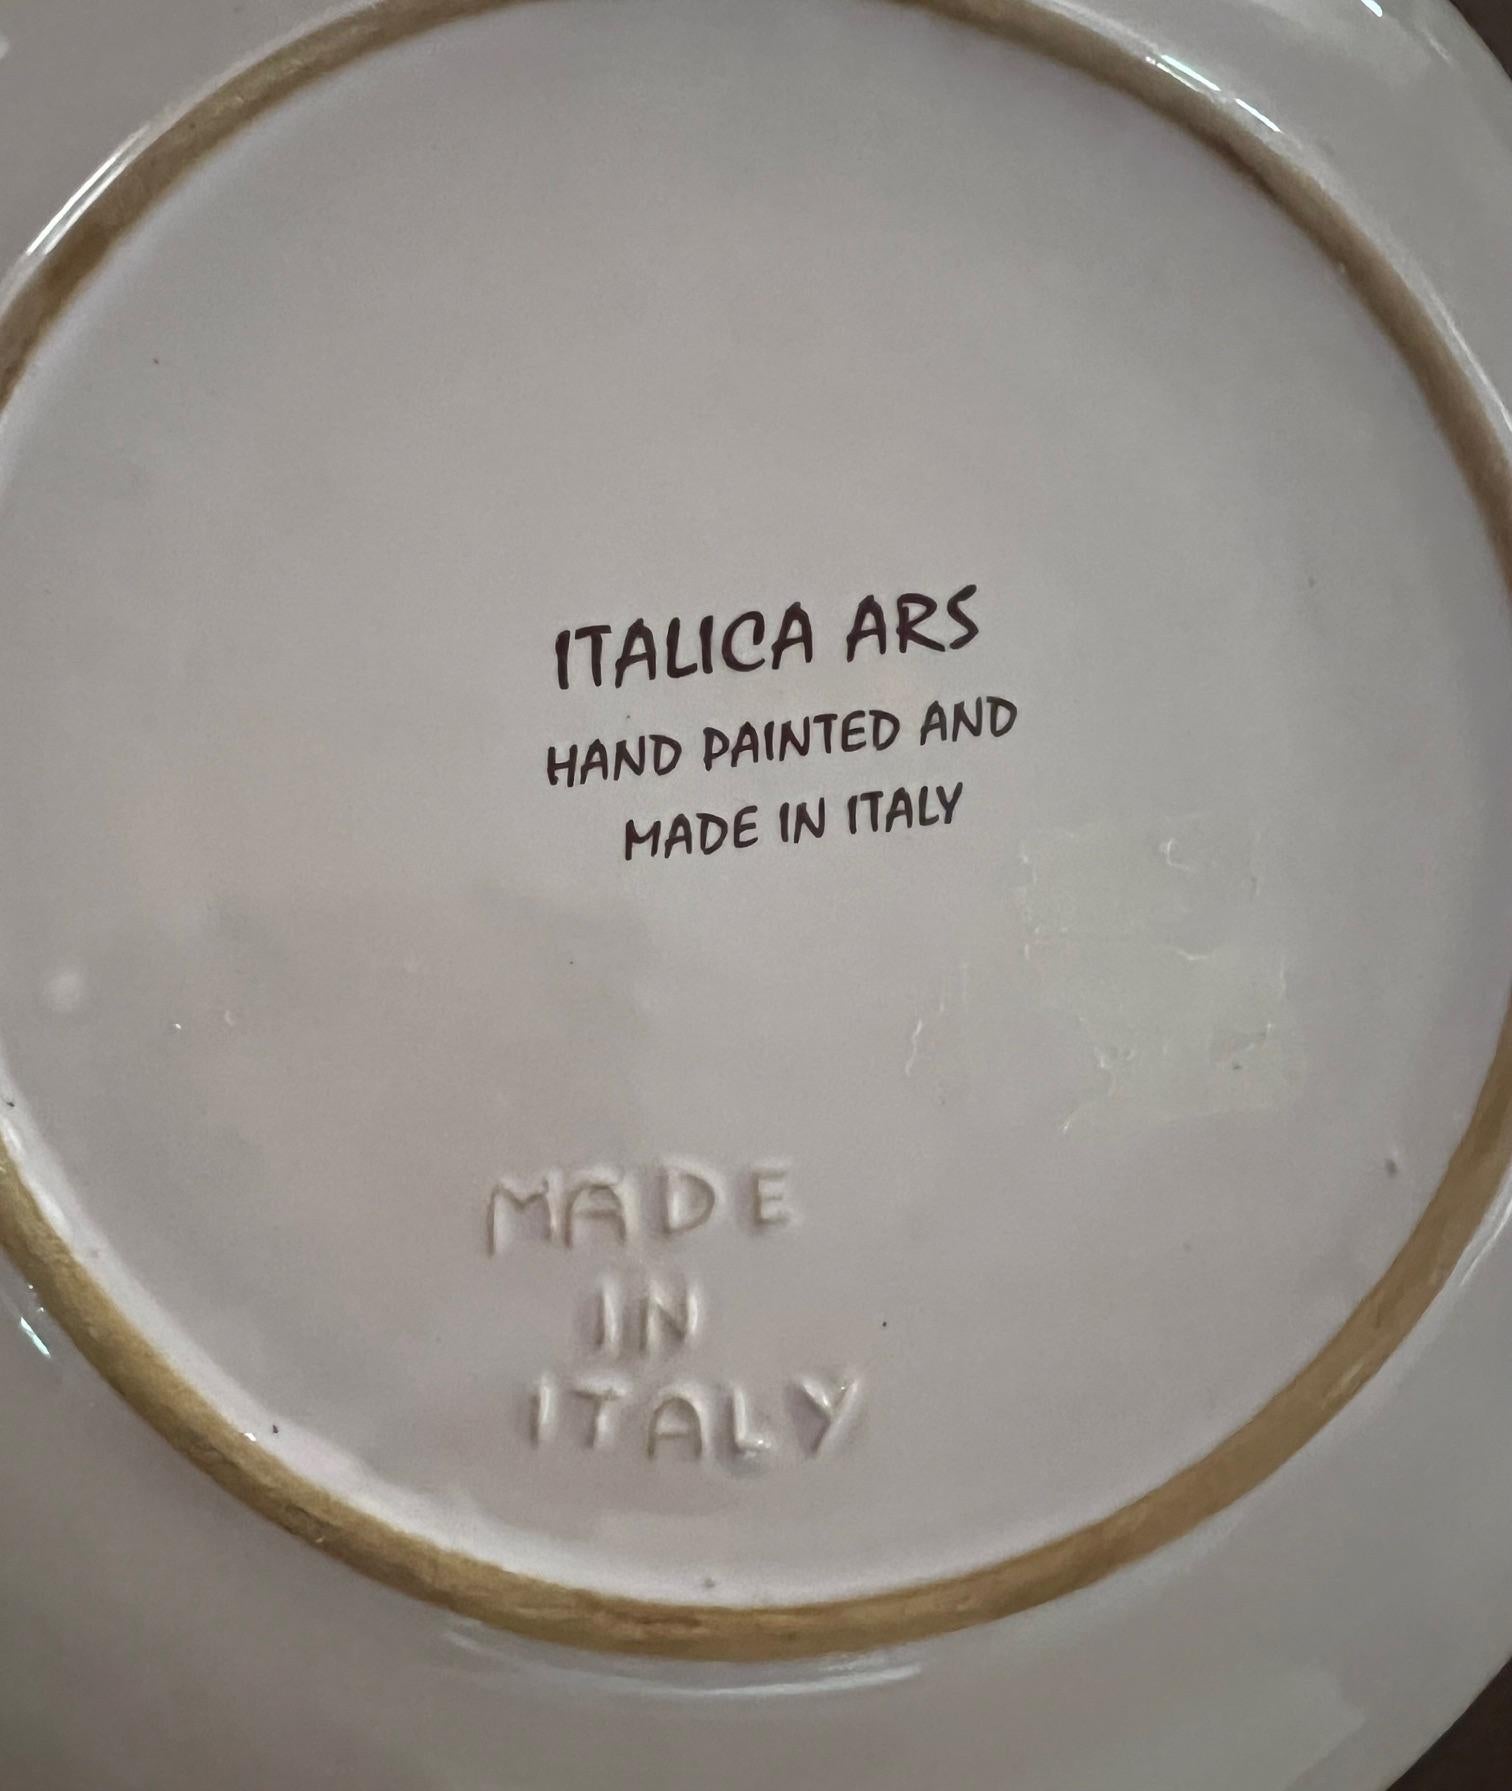 ITALICA ARS
HAND PAINTED AND
MADE IN ITALY
MADE
IN
ITALY